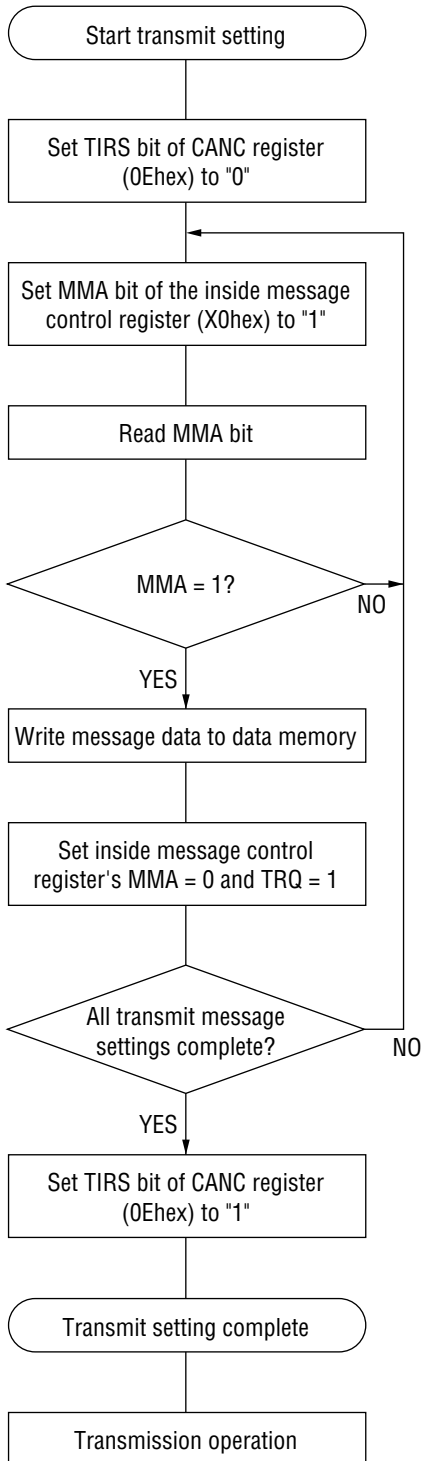 Start transmit setting
Set TIRS bit of CANC register
(0Ehex) to "0"
Set MMA bit of the inside message
control register (X0hex) to "1"
Read MMA bit
MMA = 1?
NO
YES
Write message data to data memory
Set inside message control
register's MMA = 0 and TRQ = 1
All transmit message
settings complete?
NO
YES
Set TIRS bit of CANC register
(0Ehex) to "1"
Transmit setting complete
Transmission operation